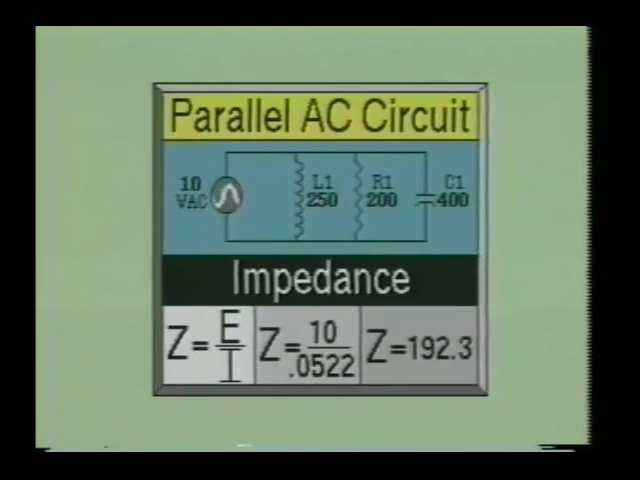 Parallel AC Circuit
10 VAC
L1 250
R1 200
C1 400
Impedance
Z = E/I
Z = 10/.0522
Z=192.3